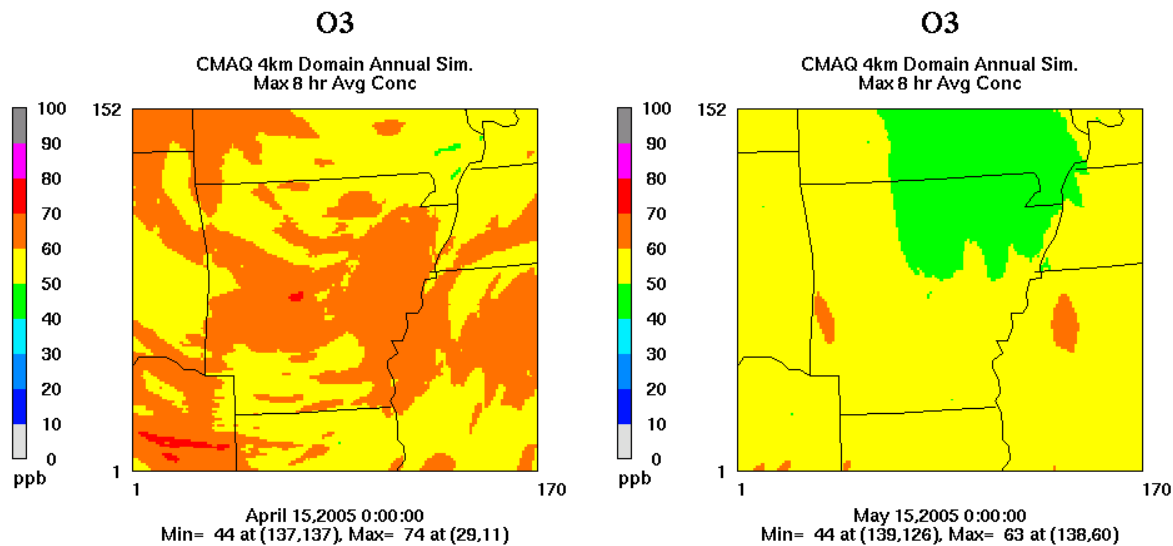 O3
CMAQ 4km Domain Annual Sim.
Max 8 hr Avg Conc
100
90
80
70
60
50
40
30
20
10
0
ppb
152
1
1
170
April 15,2005 0:00:00
Min= 44 at (137,137), Max= 74 at (29,11)
O3
CMAQ 4km Domain Annual Sim.
Max 8 hr Avg Conc
100
90
80
70
60
50
40
30
20
10
0
ppb
152
1
1
170
May 15,2005 0:00:00
Min= 44 at (139,126), Max= 63 at (138,60)